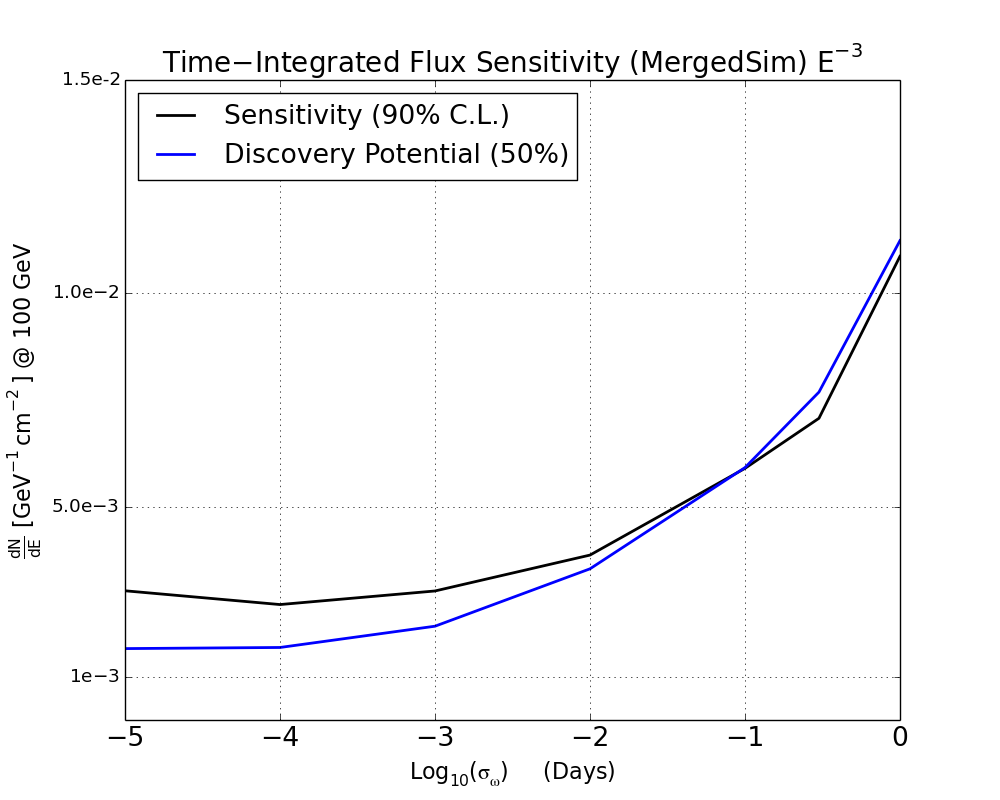 Time−Integrated Flux Sensitivity (MergedSim) E⁻³
1.5e-2
Sensitivity (90% C.L.)
Discovery Potential (50%)
1.0e−2
5.0e−3
1e−3
dN/dE [GeV⁻¹ cm⁻²] @ 100 GeV
−5 −4 −3 −2 −1 0
Log₁₀(σ_ω) (Days)